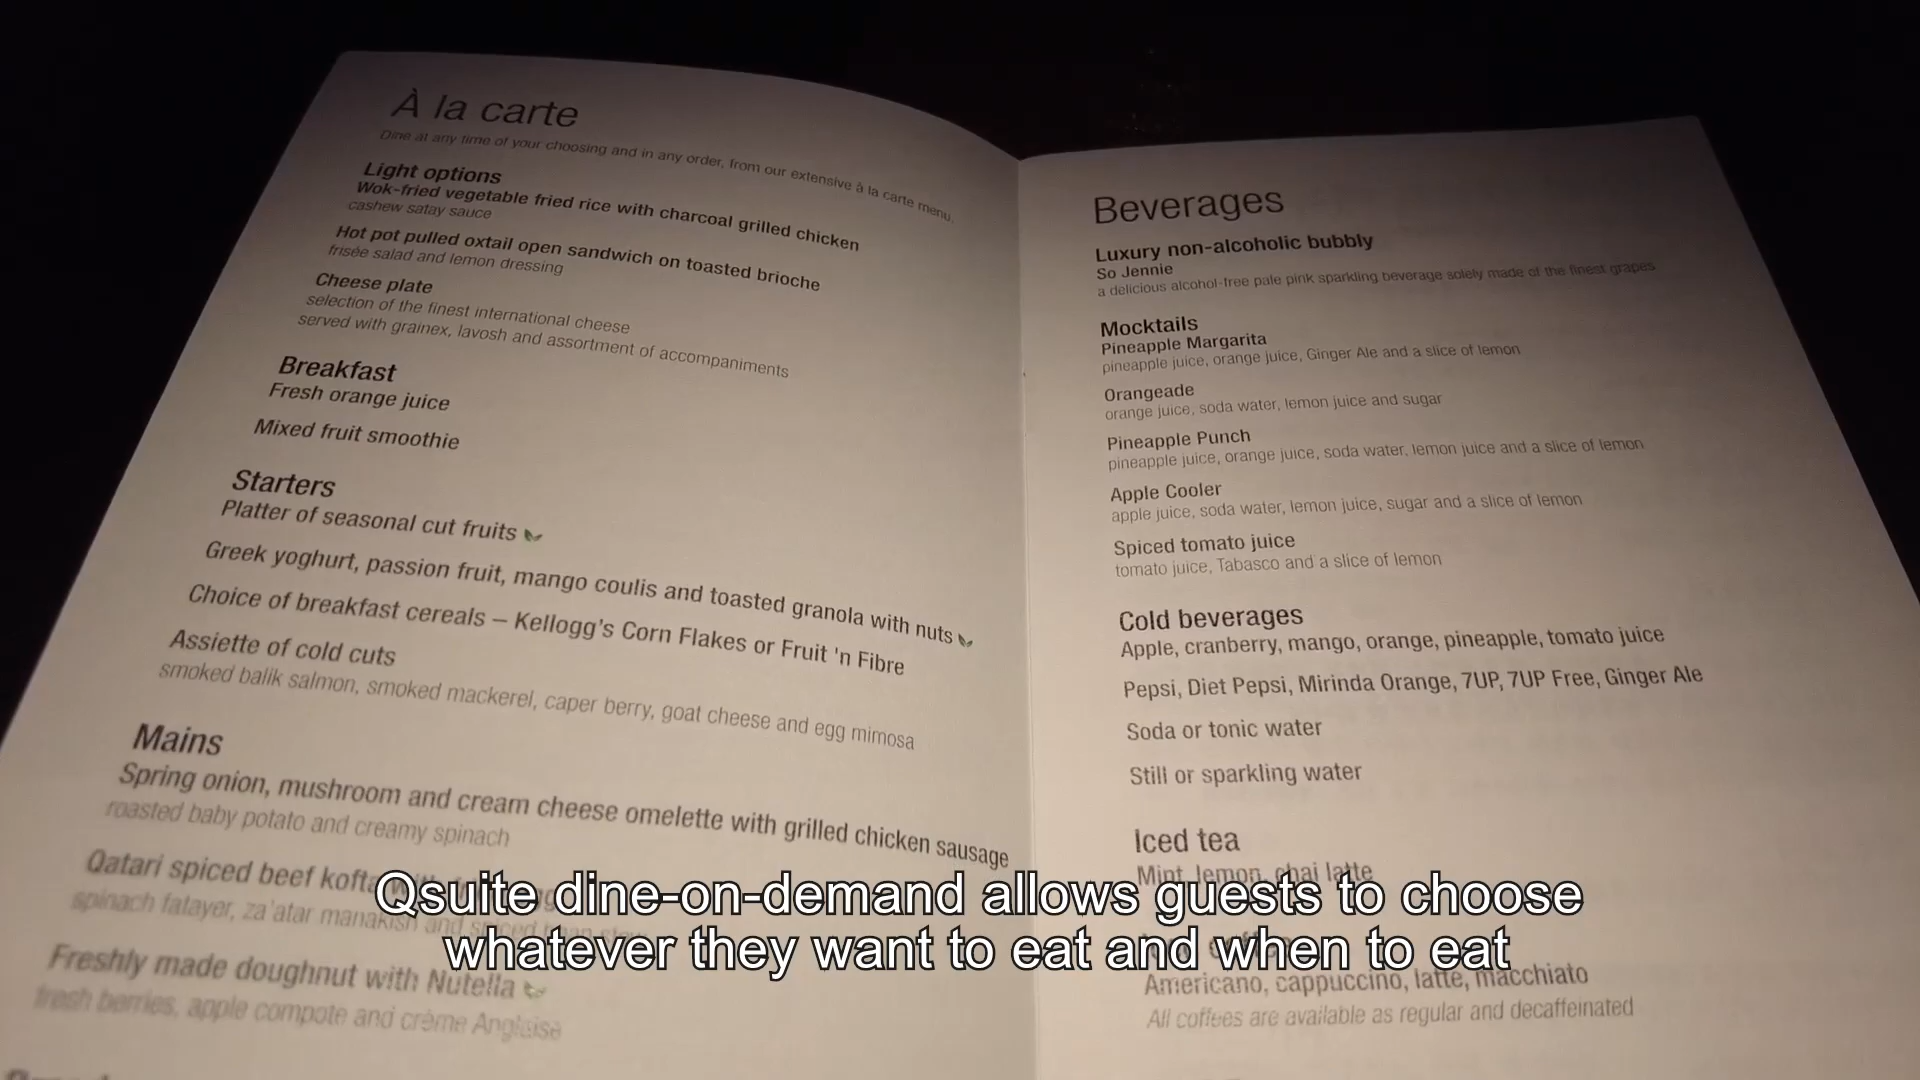 À la carte
Dine at any time of your choosing and in any order, from our extensive à la carte menu.
Light options
Wok-fried vegetable fried rice with charcoal grilled chicken
cashew satay sauce
Hot pot pulled oxtail open sandwich on toasted brioche
frisée salad and lemon dressing
Cheese plate
selection of the finest international cheese
served with grainex, lavosh and assortment of accompaniments
Breakfast
Fresh orange juice
Mixed fruit smoothie
Starters
Platter of seasonal cut fruits
Greek yoghurt, passion fruit, mango coulis and toasted granola with nuts
Choice of breakfast cereals – Kellogg's Corn Flakes or Fruit 'n Fibre
Assiette of cold cuts
smoked balik salmon, smoked mackerel, caper berry, goat cheese and egg mimosa
Mains
Spring onion, mushroom and cream cheese omelette with grilled chicken sausage
roasted baby potato and creamy spinach
Qatari spiced beef kofta with
spinach fatayer, za'atar manakish and spiced
Freshly made doughnut with Nutella
fresh berries, apple compote and crème Anglaise
Beverages
Luxury non-alcoholic bubbly
So Jennie
a delicious alcohol-free pale pink sparkling beverage solely made of the finest grapes
Mocktails
Pineapple Margarita
pineapple juice, orange juice, Ginger Ale and a slice of lemon
Orangeade
orange juice, soda water, lemon juice and sugar
Pineapple Punch
pineapple juice, orange juice, soda water, lemon juice and a slice of lemon
Apple Cooler
apple juice, soda water, lemon juice, sugar and a slice of lemon
Spiced tomato juice
tomato juice, Tabasco and a slice of lemon
Cold beverages
Apple, cranberry, mango, orange, pineapple, tomato juice
Pepsi, Diet Pepsi, Mirinda Orange, 7UP, 7UP Free, Ginger Ale
Soda or tonic water
Still or sparkling water
Iced tea
Mint, lemon, chai latte
Americano, cappuccino, latte, macchiato
All coffees are available as regular and decaffeinated
Qsuite dine-on-demand allows guests to choose
whatever they want to eat and when to eat